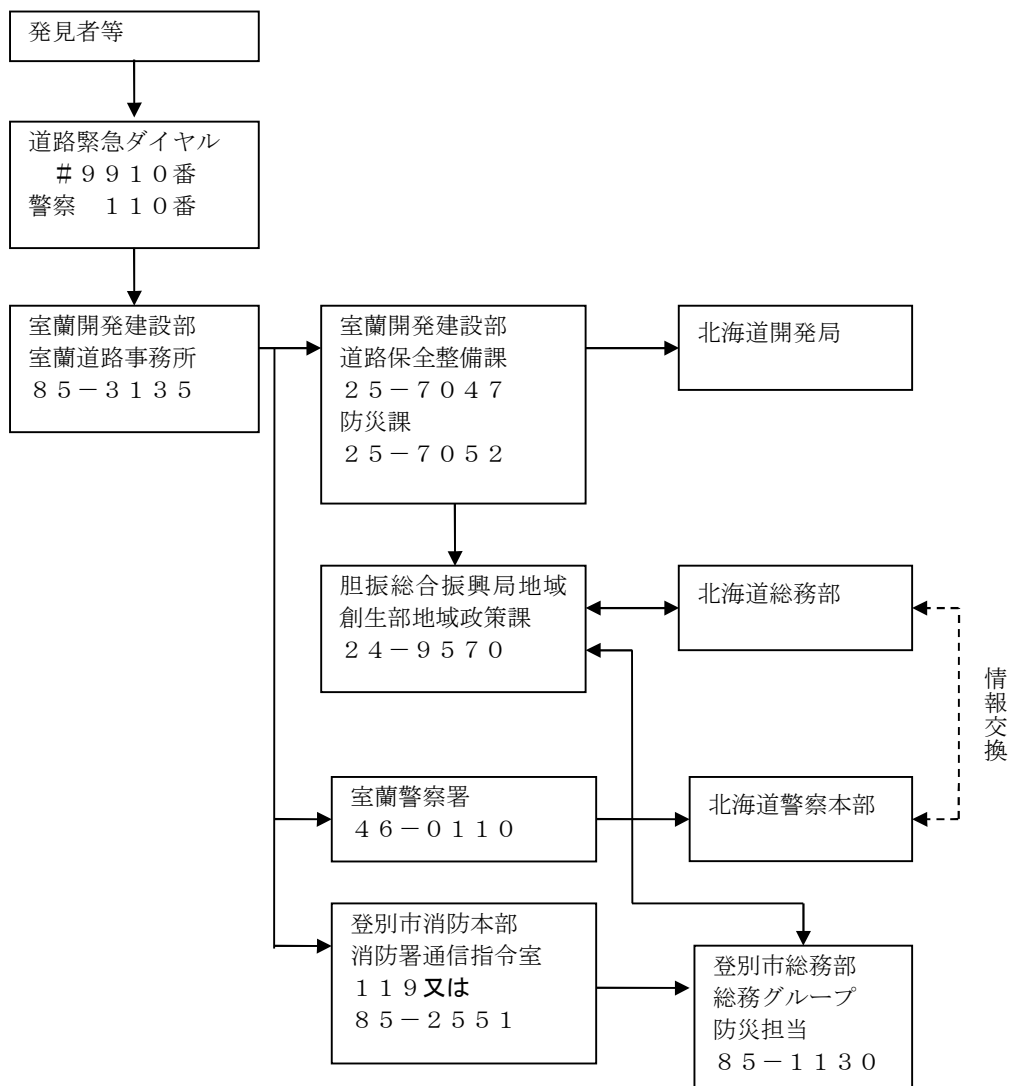 発見者等
道路緊急ダイヤル
＃９９１０番
警察　１１０番
室蘭開発建設部
室蘭道路事務所
８５－３１３５
室蘭開発建設部
道路保全整備課
２５－７０４７
防災課
２５－７０５２
北海道開発局
胆振総合振興局地域
創生部地域政策課
２４－９５７０
北海道総務部
情報交換
室蘭警察署
４６－０１１０
北海道警察本部
登別市消防本部
消防署通信指令室
１１９又は
８５－２５５１
登別市総務部
総務グループ
防災担当
８５－１１３０